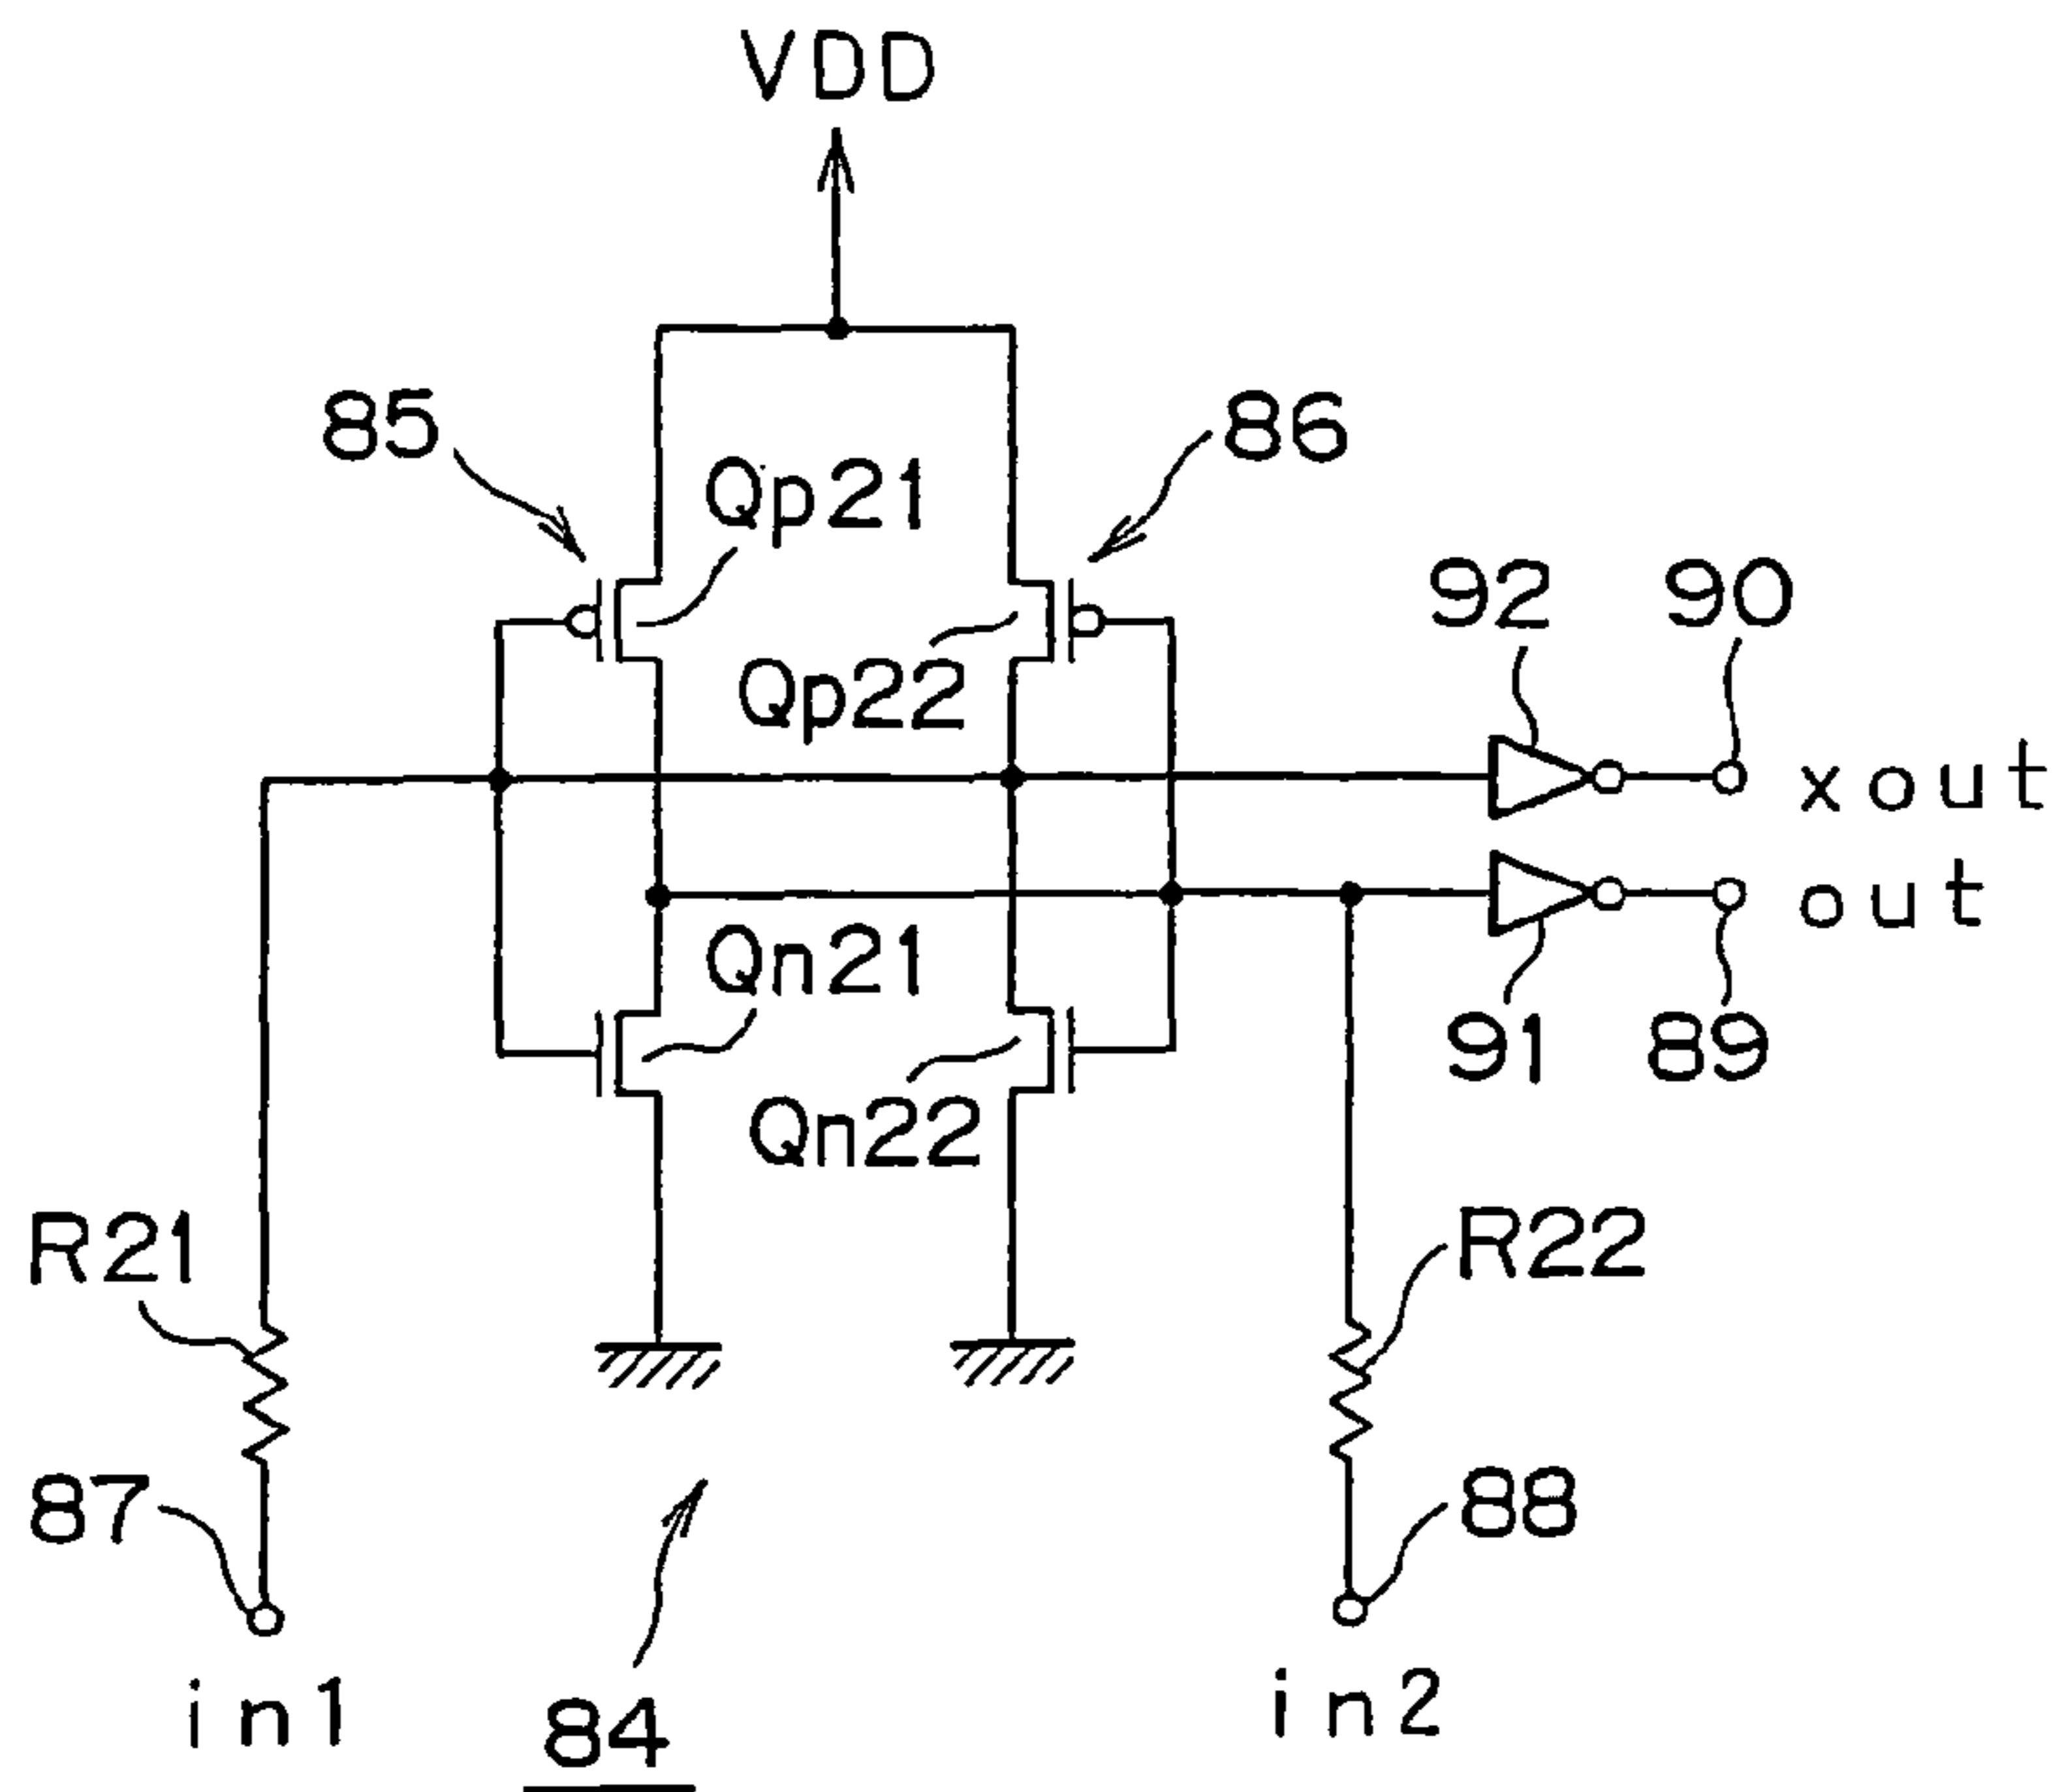 VDD
85
86
Qp21
92
90
Qp22
xout
out
Qn21
91
89
Qn22
R21
R22
87
88
in1
in2
84